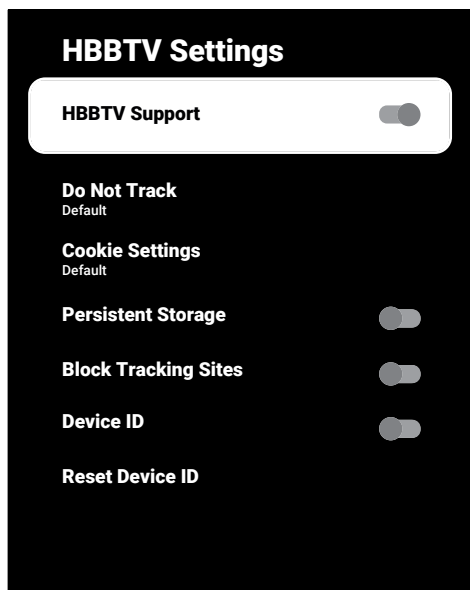 HBBTV Settings
HBBTV Support
Do Not Track
Default
Cookie Settings
Default
Persistent Storage
Block Tracking Sites
Device ID
Reset Device ID